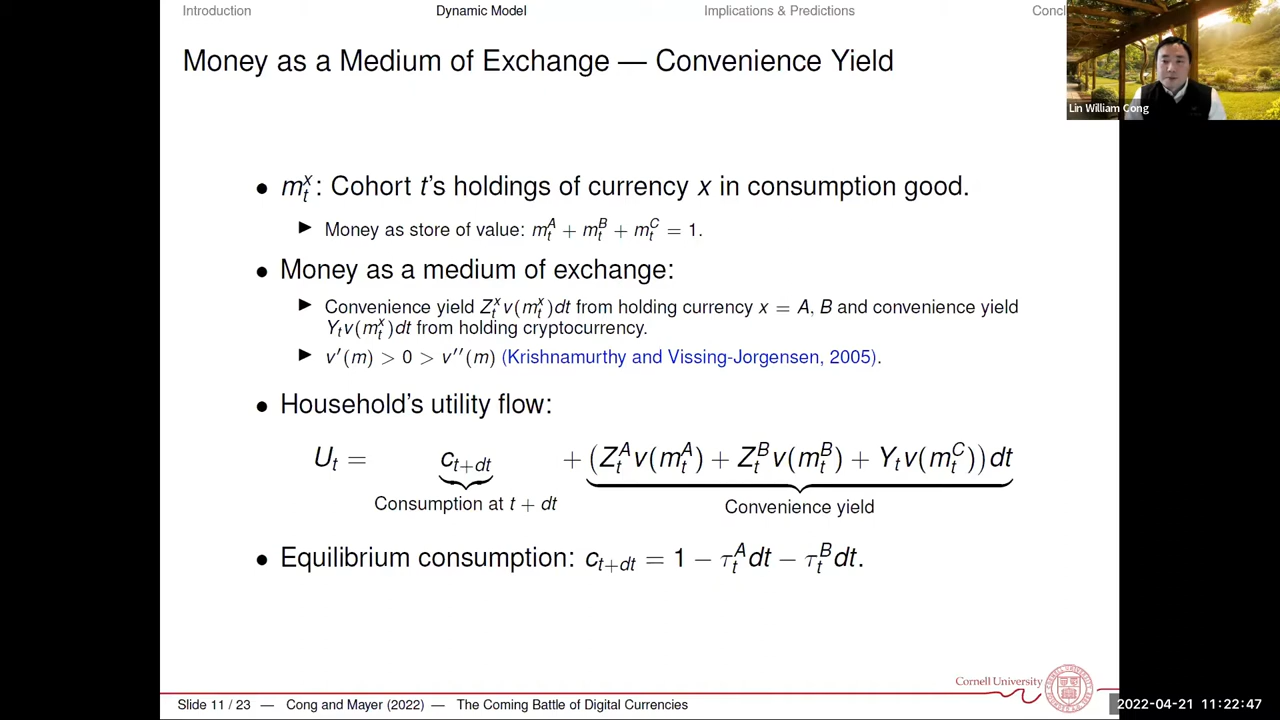 Introduction Dynamic Model Implications & Predictions Concl
Money as a Medium of Exchange — Convenience Yield
Lin William Cong
• m_t^x: Cohort t's holdings of currency x in consumption good.
▶ Money as store of value: m_t^A + m_t^B + m_t^C = 1.
• Money as a medium of exchange:
▶ Convenience yield Z_t^x v(m_t^x)dt from holding currency x = A, B and convenience yield
Y_t v(m_t^x)dt from holding cryptocurrency.
▶ v′(m) > 0 > v′′(m) (Krishnamurthy and Vissing-Jorgensen, 2005).
• Household's utility flow:
U_t = c_{t+dt} + (Z_t^A v(m_t^A) + Z_t^B v(m_t^B) + Y_t v(m_t^C))dt
Consumption at t + dt Convenience yield
• Equilibrium consumption: c_{t+dt} = 1 − τ_t^A dt − τ_t^B dt.
Cornell University
Slide 11 / 23 — Cong and Mayer (2022) — The Coming Battle of Digital Currencies
2022-04-21 11:22:47